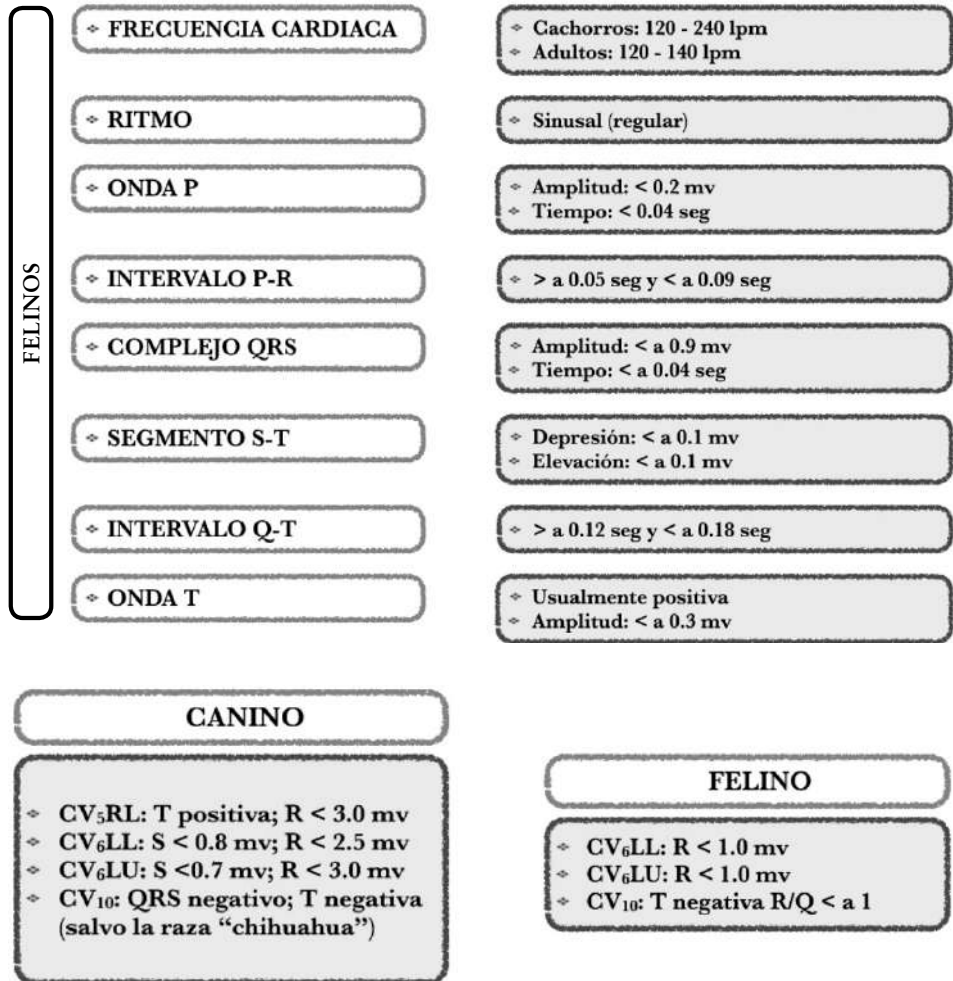 FELINOS
FRECUENCIA CARDIACA
Cachorros: 120 - 240 lpm
Adultos: 120 - 140 lpm
RITMO
Sinusal (regular)
ONDA P
Amplitud: < 0.2 mv
Tiempo: < 0.04 seg
INTERVALO P-R
> a 0.05 seg y < a 0.09 seg
COMPLEJO QRS
Amplitud: < a 0.9 mv
Tiempo: < a 0.04 seg
SEGMENTO S-T
Depresión: < a 0.1 mv
Elevación: < a 0.1 mv
INTERVALO Q-T
> a 0.12 seg y < a 0.18 seg
ONDA T
Usualmente positiva
Amplitud: < a 0.3 mv
CANINO
CV5RL: T positiva; R < 3.0 mv
CV6LL: S < 0.8 mv; R < 2.5 mv
CV6LU: S <0.7 mv; R < 3.0 mv
CV10: QRS negativo; T negativa
(salvo la raza “chihuahua”)
FELINO
CV6LL: R < 1.0 mv
CV6LU: R < 1.0 mv
CV10: T negativa R/Q < a 1